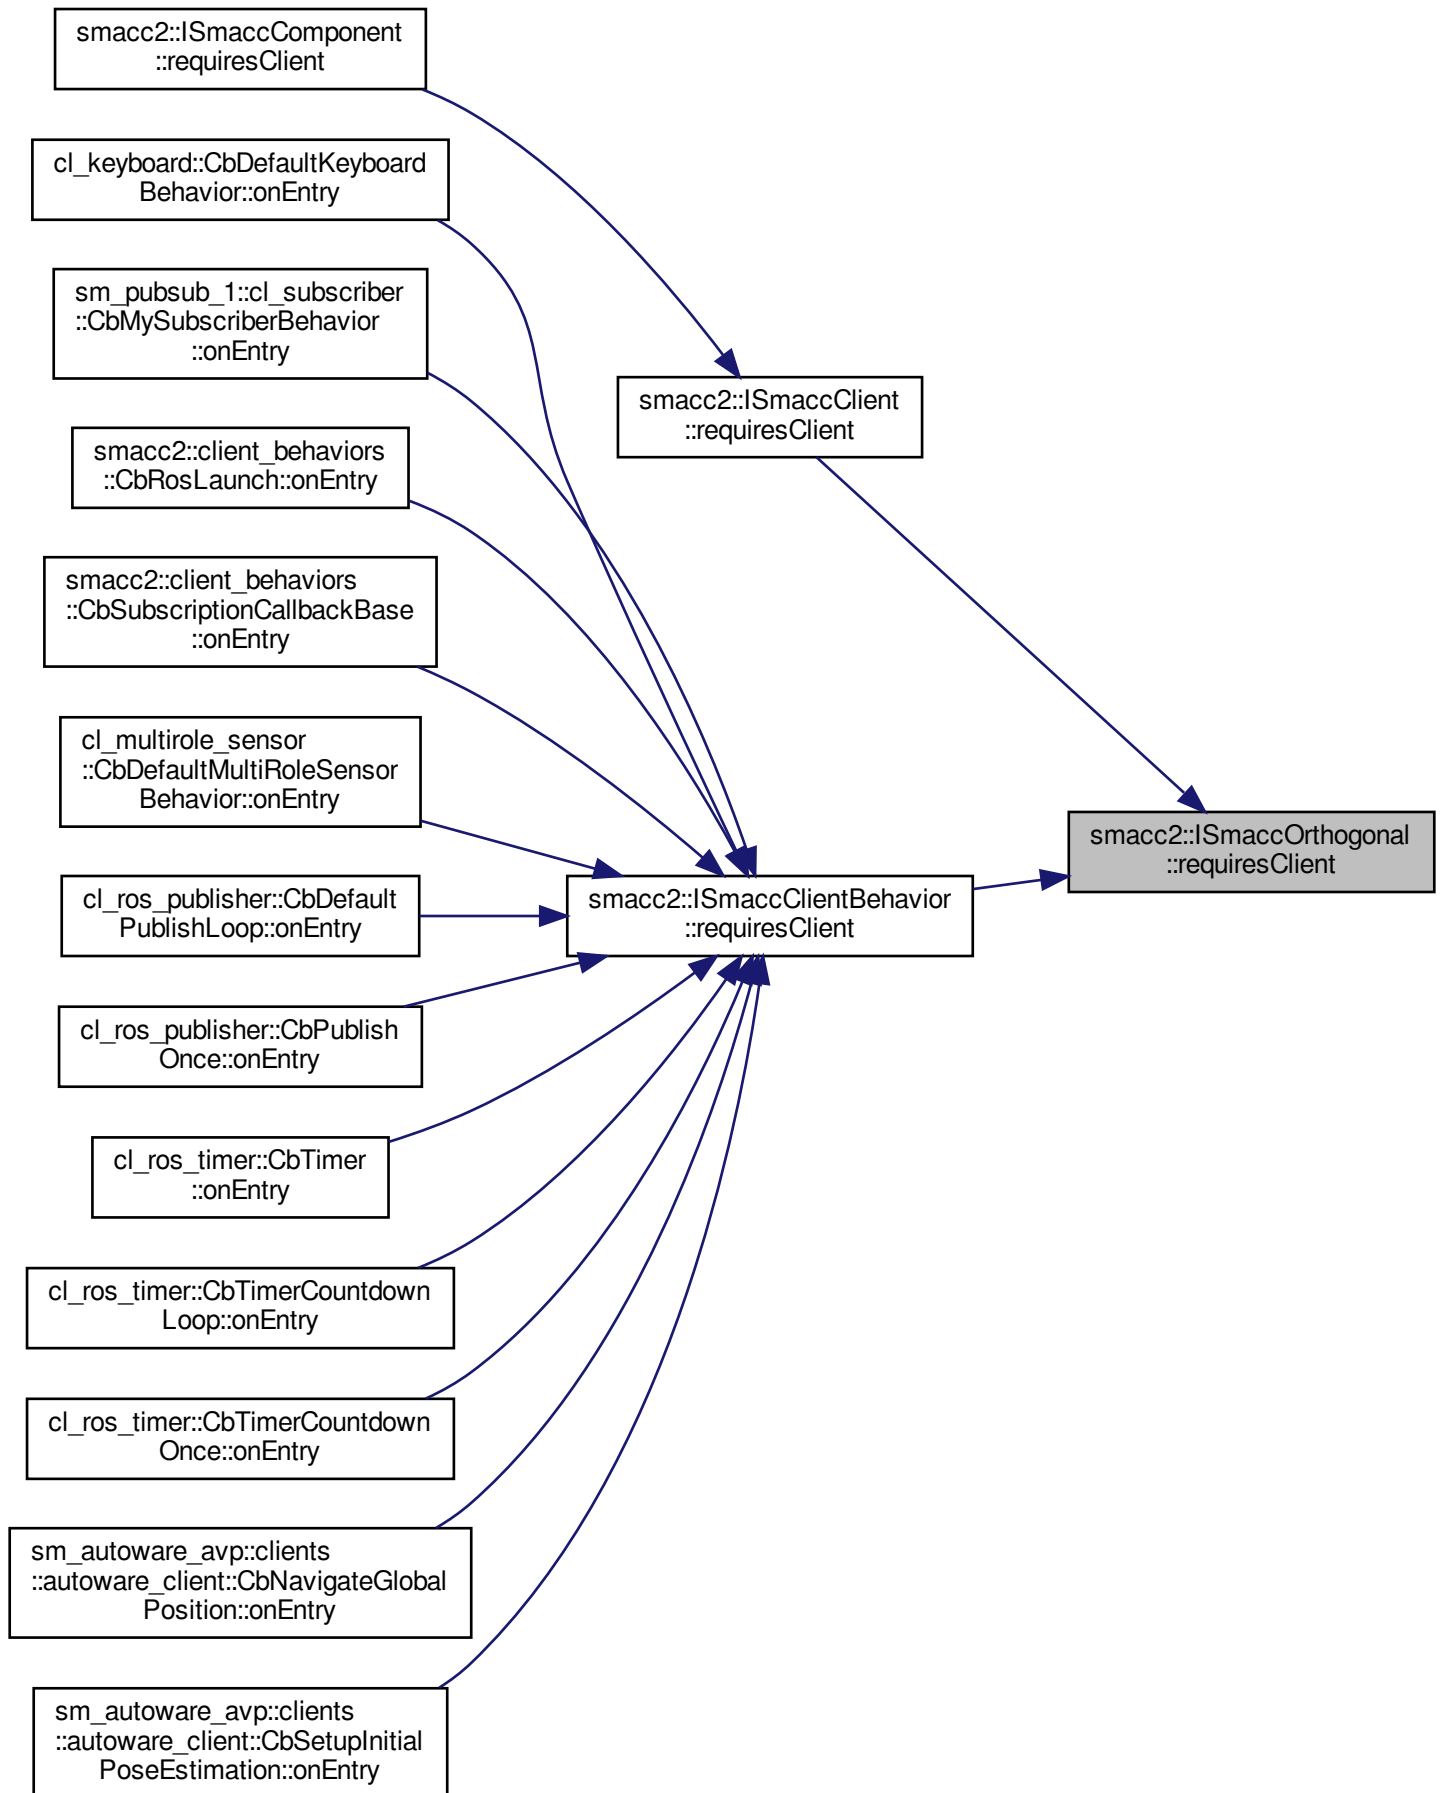 smacc2::ISmaccComponent
::requiresClient
cl_keyboard::CbDefaultKeyboard
Behavior::onEntry
sm_pubsub_1::cl_subscriber
::CbMySubscriberBehavior
::onEntry
smacc2::client_behaviors
::CbRosLaunch::onEntry
smacc2::client_behaviors
::CbSubscriptionCallbackBase
::onEntry
cl_multirole_sensor
::CbDefaultMultiRoleSensor
Behavior::onEntry
cl_ros_publisher::CbDefault
PublishLoop::onEntry
cl_ros_publisher::CbPublish
Once::onEntry
cl_ros_timer::CbTimer
::onEntry
cl_ros_timer::CbTimerCountdown
Loop::onEntry
cl_ros_timer::CbTimerCountdown
Once::onEntry
sm_autoware_avp::clients
::autoware_client::CbNavigateGlobal
Position::onEntry
sm_autoware_avp::clients
::autoware_client::CbSetupInitial
PoseEstimation::onEntry
smacc2::ISmaccClient
::requiresClient
smacc2::ISmaccClientBehavior
::requiresClient
smacc2::ISmaccOrthogonal
::requiresClient